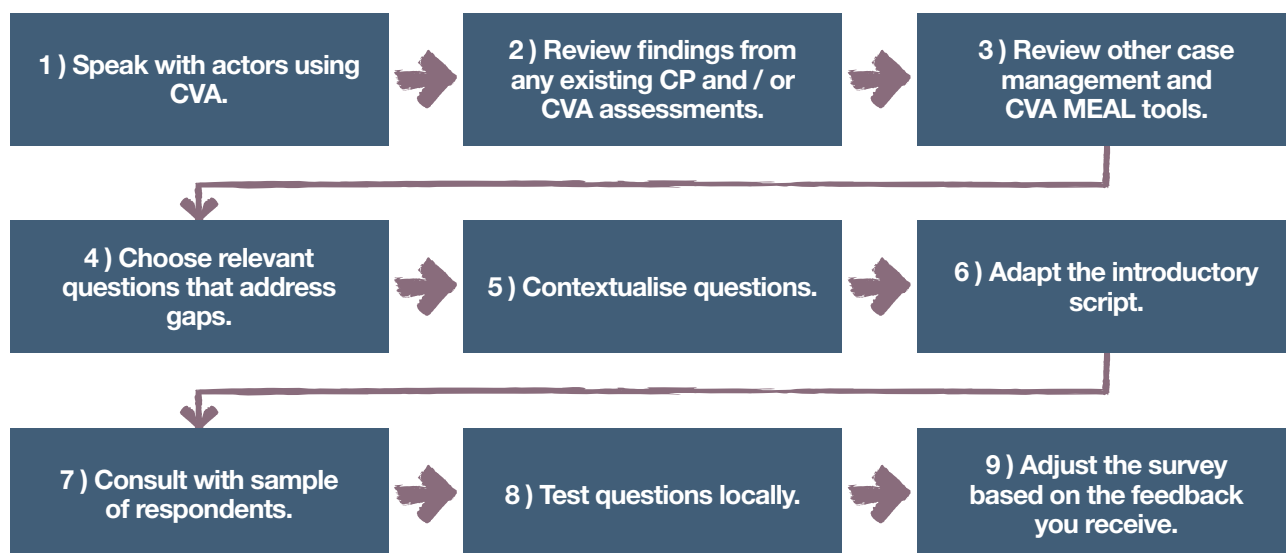 1 ) Speak with actors using
CVA.
2 ) Review findings from
any existing CP and / or
CVA assessments.
3 ) Review other case
management and
CVA MEAL tools.
4 ) Choose relevant
questions that address
gaps.
5 ) Contextualise questions.
6 ) Adapt the introductory
script.
7 ) Consult with sample
of respondents.
8 ) Test questions locally.
9 ) Adjust the survey
based on the feedback
you receive.